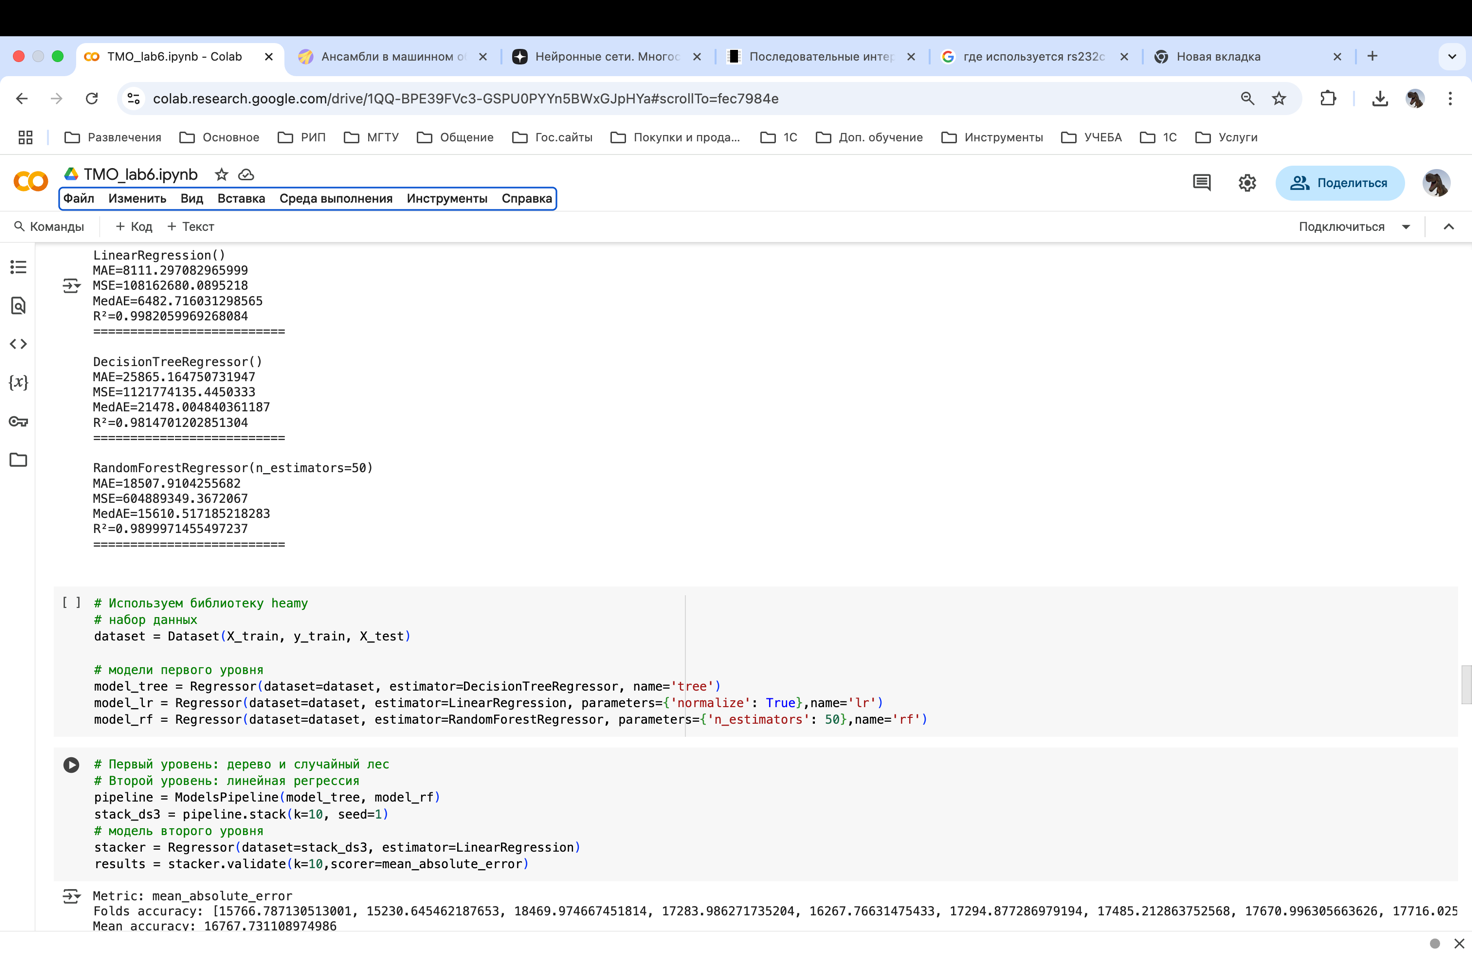 TMO_lab6.ipynb - Colab
Ансамбли в машинном о
Нейронные сети. Многос
Последовательные интер
где используется rs232c
Новая вкладка
colab.research.google.com/drive/1QQ-BPE39FVc3-GSPU0PYYn5BWxGJpHYa#scrollTo=fec7984e
Развлечения Основное РИП МГТУ Общение Гос.сайты Покупки и прода... 1С Доп. обучение Инструменты УЧЕБА 1С Услуги
TMO_lab6.ipynb
Файл Изменить Вид Вставка Среда выполнения Инструменты Справка
Поделиться
Команды + Код + Текст Подключиться
LinearRegression()
MAE=8111.297082965999
MSE=108162680.0895218
MedAE=6482.716031298565
R²=0.9982059969268084
==========================
DecisionTreeRegressor()
MAE=25865.164750731947
MSE=1121774135.4450333
MedAE=21478.004840361187
R²=0.9814701202851304
==========================
RandomForestRegressor(n_estimators=50)
MAE=18507.9104255682
MSE=604889349.3672067
MedAE=15610.517185218283
R²=0.9899971455497237
==========================
[ ] # Используем библиотеку heamy
# набор данных
dataset = Dataset(X_train, y_train, X_test)
# модели первого уровня
model_tree = Regressor(dataset=dataset, estimator=DecisionTreeRegressor, name='tree')
model_lr = Regressor(dataset=dataset, estimator=LinearRegression, parameters={'normalize': True},name='lr')
model_rf = Regressor(dataset=dataset, estimator=RandomForestRegressor, parameters={'n_estimators': 50},name='rf')
# Первый уровень: дерево и случайный лес
# Второй уровень: линейная регрессия
pipeline = ModelsPipeline(model_tree, model_rf)
stack_ds3 = pipeline.stack(k=10, seed=1)
# модель второго уровня
stacker = Regressor(dataset=stack_ds3, estimator=LinearRegression)
results = stacker.validate(k=10,scorer=mean_absolute_error)
Metric: mean_absolute_error
Folds accuracy: [15766.787130513001, 15230.645462187653, 18469.974667451814, 17283.986271735204, 16267.76631475433, 17294.877286979194, 17485.212863752568, 17670.996305663626, 17716.025
Mean accuracy: 16767.731108974986